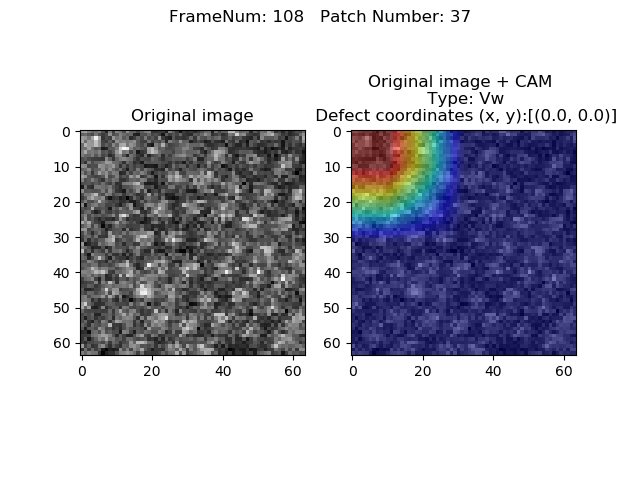 FrameNum: 108   Patch Number: 37
Original image
Original image + CAM
Type: Vw
Defect coordinates (x, y):[(0.0, 0.0)]
0
10
20
30
40
50
60
0 20 40 60
0
10
20
30
40
50
60
0 20 40 60